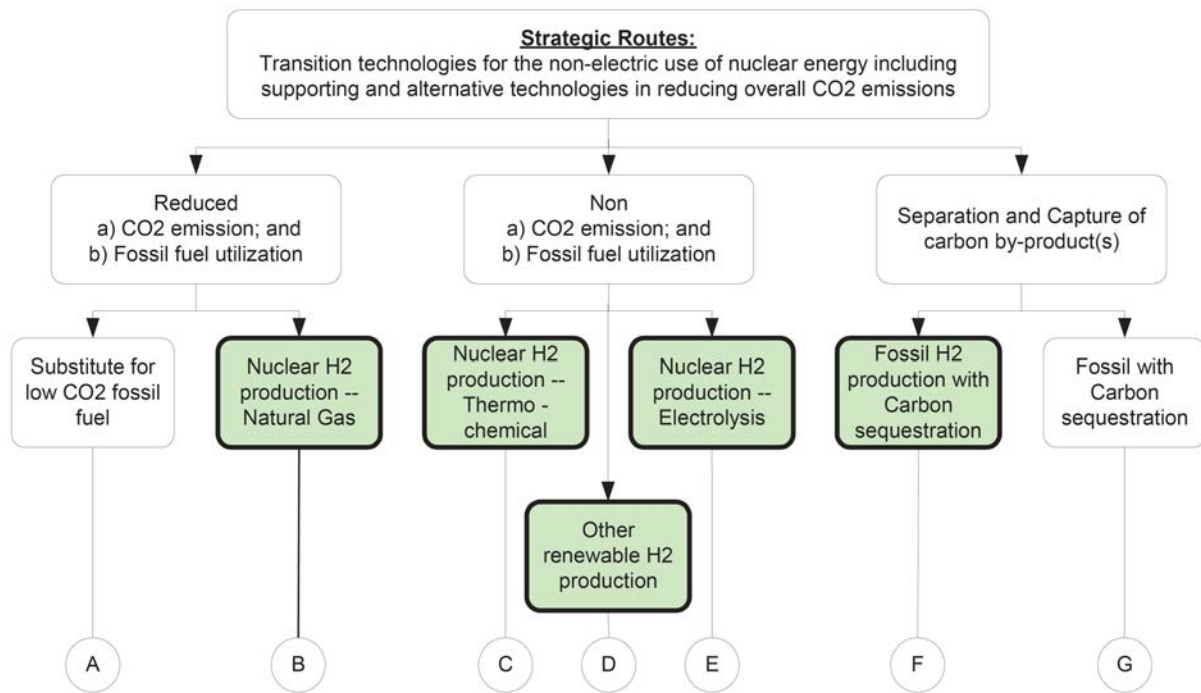 Strategic Routes:
Transition technologies for the non-electric use of nuclear energy including
supporting and alternative technologies in reducing overall CO2 emissions
Reduced
a) CO2 emission; and
b) Fossil fuel utilization
Non
a) CO2 emission; and
b) Fossil fuel utilization
Separation and Capture of
carbon by-product(s)
Substitute for
low CO2 fossil
fuel
Nuclear H2
production --
Natural Gas
Nuclear H2
production --
Thermo -
chemical
Nuclear H2
production --
Electrolysis
Fossil H2
production with
Carbon
sequestration
Fossil with
Carbon
sequestration
Other
renewable H2
production
A
B
C
D
E
F
G